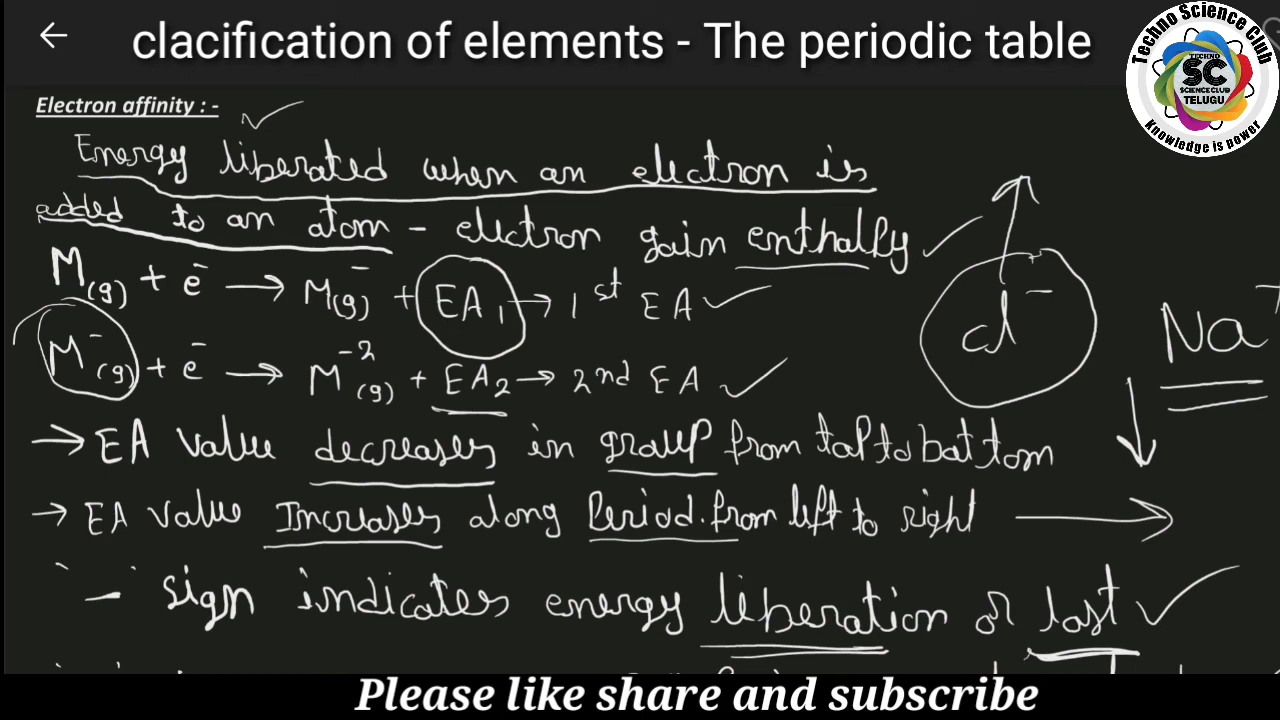 clacification of elements - The periodic table
Techno Science Club
TECHNO
SC
SCIENCE CLUB
TELUGU
Knowledge is power
Electron affinity : -
Energy liberated when an electron is
added to an atom - electron gain enthalpy
M(g) + e⁻ → M(g)⁻ + EA₁ → 1st EA
M⁻(g) + e⁻ → M⁻²(g) + EA₂ → 2nd EA
cl⁻
Na⁺
→ EA value decreases in group from top to bottom
→ EA value Increases along Period. from left to right →
'-' sign indicates energy liberation or lost
Please like share and subscribe